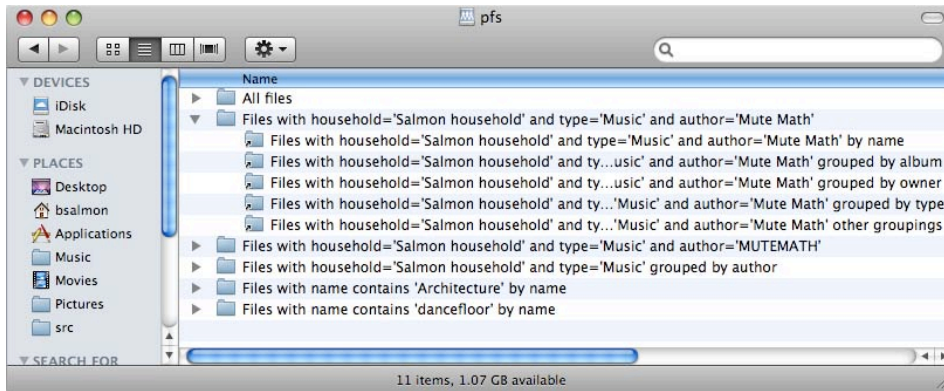 pfs
Name
DEVICES
iDisk
Macintosh HD
PLACES
Desktop
bsalmon
Applications
Music
Movies
Pictures
src
SEARCH FOR
All files
Files with household='Salmon household' and type='Music' and author='Mute Math'
Files with household='Salmon household' and type='Music' and author='Mute Math' by name
Files with household='Salmon household' and ty...usic' and author='Mute Math' grouped by album
Files with household='Salmon household' and ty...usic' and author='Mute Math' grouped by owner
Files with household='Salmon household' and ty...'Music' and author='Mute Math' grouped by type
Files with household='Salmon household' and ty...'Music' and author='Mute Math' other groupings
Files with household='Salmon household' and type='Music' and author='MUTEMATH'
Files with household='Salmon household' and type='Music' grouped by author
Files with name contains 'Architecture' by name
Files with name contains 'dancefloor' by name
11 items, 1.07 GB available